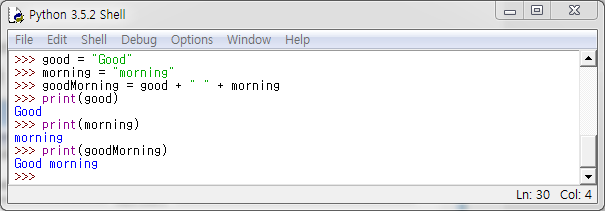 Python 3.5.2 Shell
File Edit Shell Debug Options Window Help
>>> good = "Good"
>>> morning = "morning"
>>> goodMorning = good + " " + morning
>>> print(good)
Good
>>> print(morning)
morning
>>> print(goodMorning)
Good morning
>>>
Ln: 30 Col: 4